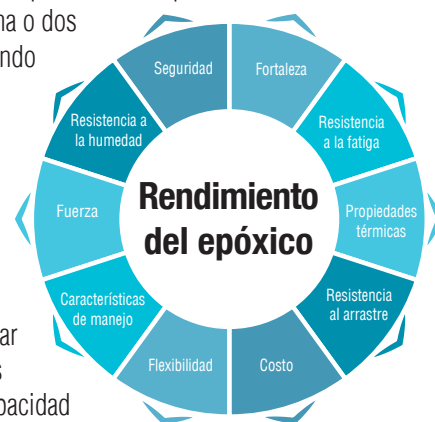 na o dos
ndo
Seguridad
Fortaleza
Resistencia a
la humedad
Resistencia
a la fatiga
Fuerza
Rendimiento
del epóxico
Propiedades
térmicas
Características
de manejo
Resistencia
al arrastre
Flexibilidad
Costo
ar
s
pacidad